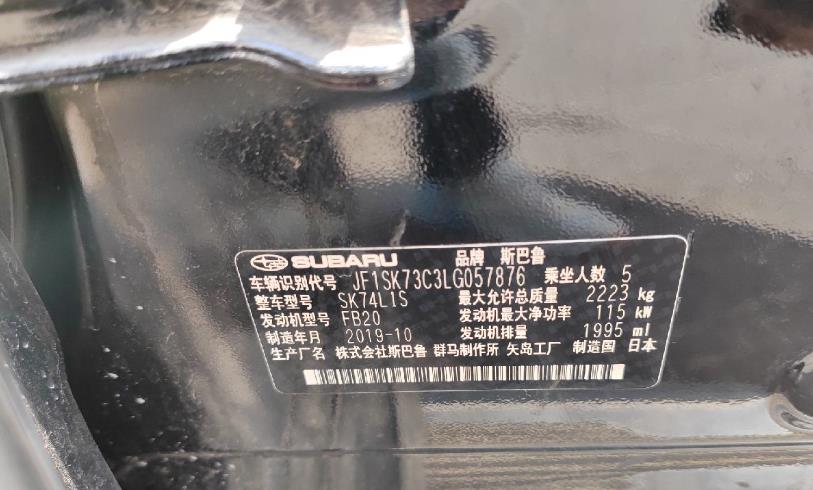 SUBARU 品牌 斯巴鲁
车辆识别代号 JF1SK73C3LG057876 乘坐人数 5
整车型号 SK74L1S 最大允许总质量 2223 kg
发动机型号 FB20 发动机最大净功率 115 kW
制造年月 2019-10 发动机排量 1995 ml
生产厂名 株式会社斯巴鲁 群马制作所 矢岛工厂 制造国 日本